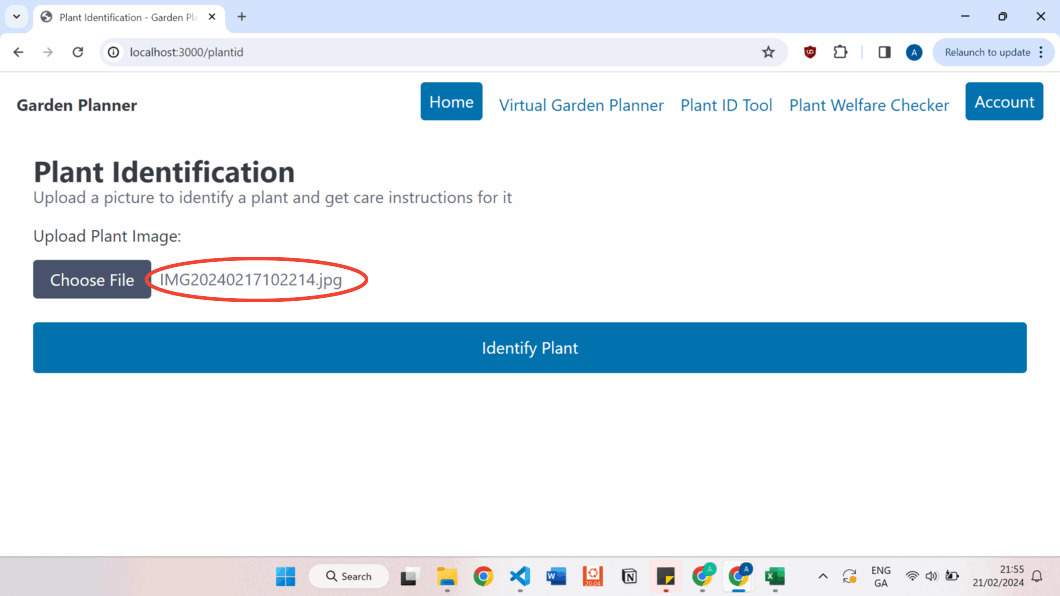 Plant Identification - Garden Pla
localhost:3000/plantid
A
Relaunch to update
Garden Planner
Home
Virtual Garden Planner
Plant ID Tool
Plant Welfare Checker
Account
Plant Identification
Upload a picture to identify a plant and get care instructions for it
Upload Plant Image:
Choose File
IMG20240217102214.jpg
Identify Plant
Search
ENG
GA
21:55
21/02/2024